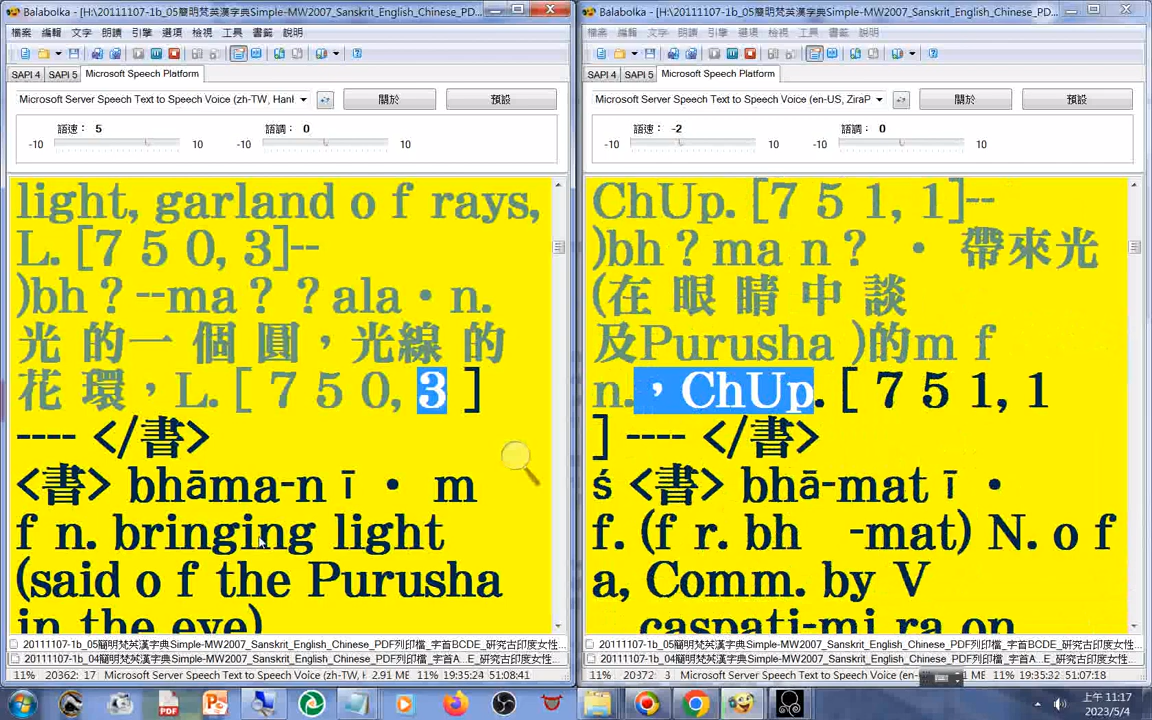 Balabolka - [H:\20111107-1b_05簡明梵英漢字典Simple-MW2007_Sanskrit_English_Chinese_PD...
檔案 編輯 文字 朗讀 引擎 選項 檢視 工具 書籤 說明
SAPI 4 SAPI 5 Microsoft Speech Platform
Microsoft Server Speech Text to Speech Voice (zh-TW, Hanl
關於 預設
語速： 5 語調： 0
-10 10 -10 10
light, garland o f rays,
L. [7 5 0, 3]--
)bh ? --ma ? ? ala • n.
光 的一 個 圓，光線 的
花 環，L. [ 7 5 0, 3 ]
---- </書>
<書> bhāma-n ī • m
f n. bringing light
(said o f the Purusha
in the eye)
20111107-1b_05簡明梵英漢字典Simple-MW2007_Sanskrit_English_Chinese_PDF列印檔_字首BCDE_研究古印度女性...
20111107-1b_04簡明梵英漢字典Simple-MW2007_Sanskrit_English_Chinese_PDF列印檔_字首A...E_研究古印度女性...
11% 20362: 17 Microsoft Server Speech Text to Speech Voice (zh-TW, H 2.91 MB 11% 19:35:24 51:08:41
Balabolka - [H:\20111107-1b_05簡明梵英漢字典Simple-MW2007_Sanskrit_English_Chinese_PD...
檔案 編輯 文字 朗讀 引擎 選項 檢視 工具 書籤 說明
SAPI 4 SAPI 5 Microsoft Speech Platform
Microsoft Server Speech Text to Speech Voice (en-US, ZiraP
關於 預設
語速： -2 語調： 0
-10 10 -10 10
ChUp. [7 5 1, 1]--
)bh ? ma n ? • 帶來光
(在 眼 睛 中 談
及Purusha )的m f
n. ，ChUp. [ 7 5 1, 1
] ---- </書>
ś <書> bhā-mat ī •
f. (f r. bh -mat) N. o f
a, Comm. by V
caspati-mi ra on
20111107-1b_05簡明梵英漢字典Simple-MW2007_Sanskrit_English_Chinese_PDF列印檔_字首BCDE_研究古印度女性...
20111107-1b_04簡明梵英漢字典Simple-MW2007_Sanskrit_English_Chinese_PDF列印檔_字首A...E_研究古印度女性...
11% 20372: 3 Microsoft Server Speech Text to Speech Voice (en-U MB 11% 19:35:32 51:07:18
PDF
上午 11:17
2023/5/4